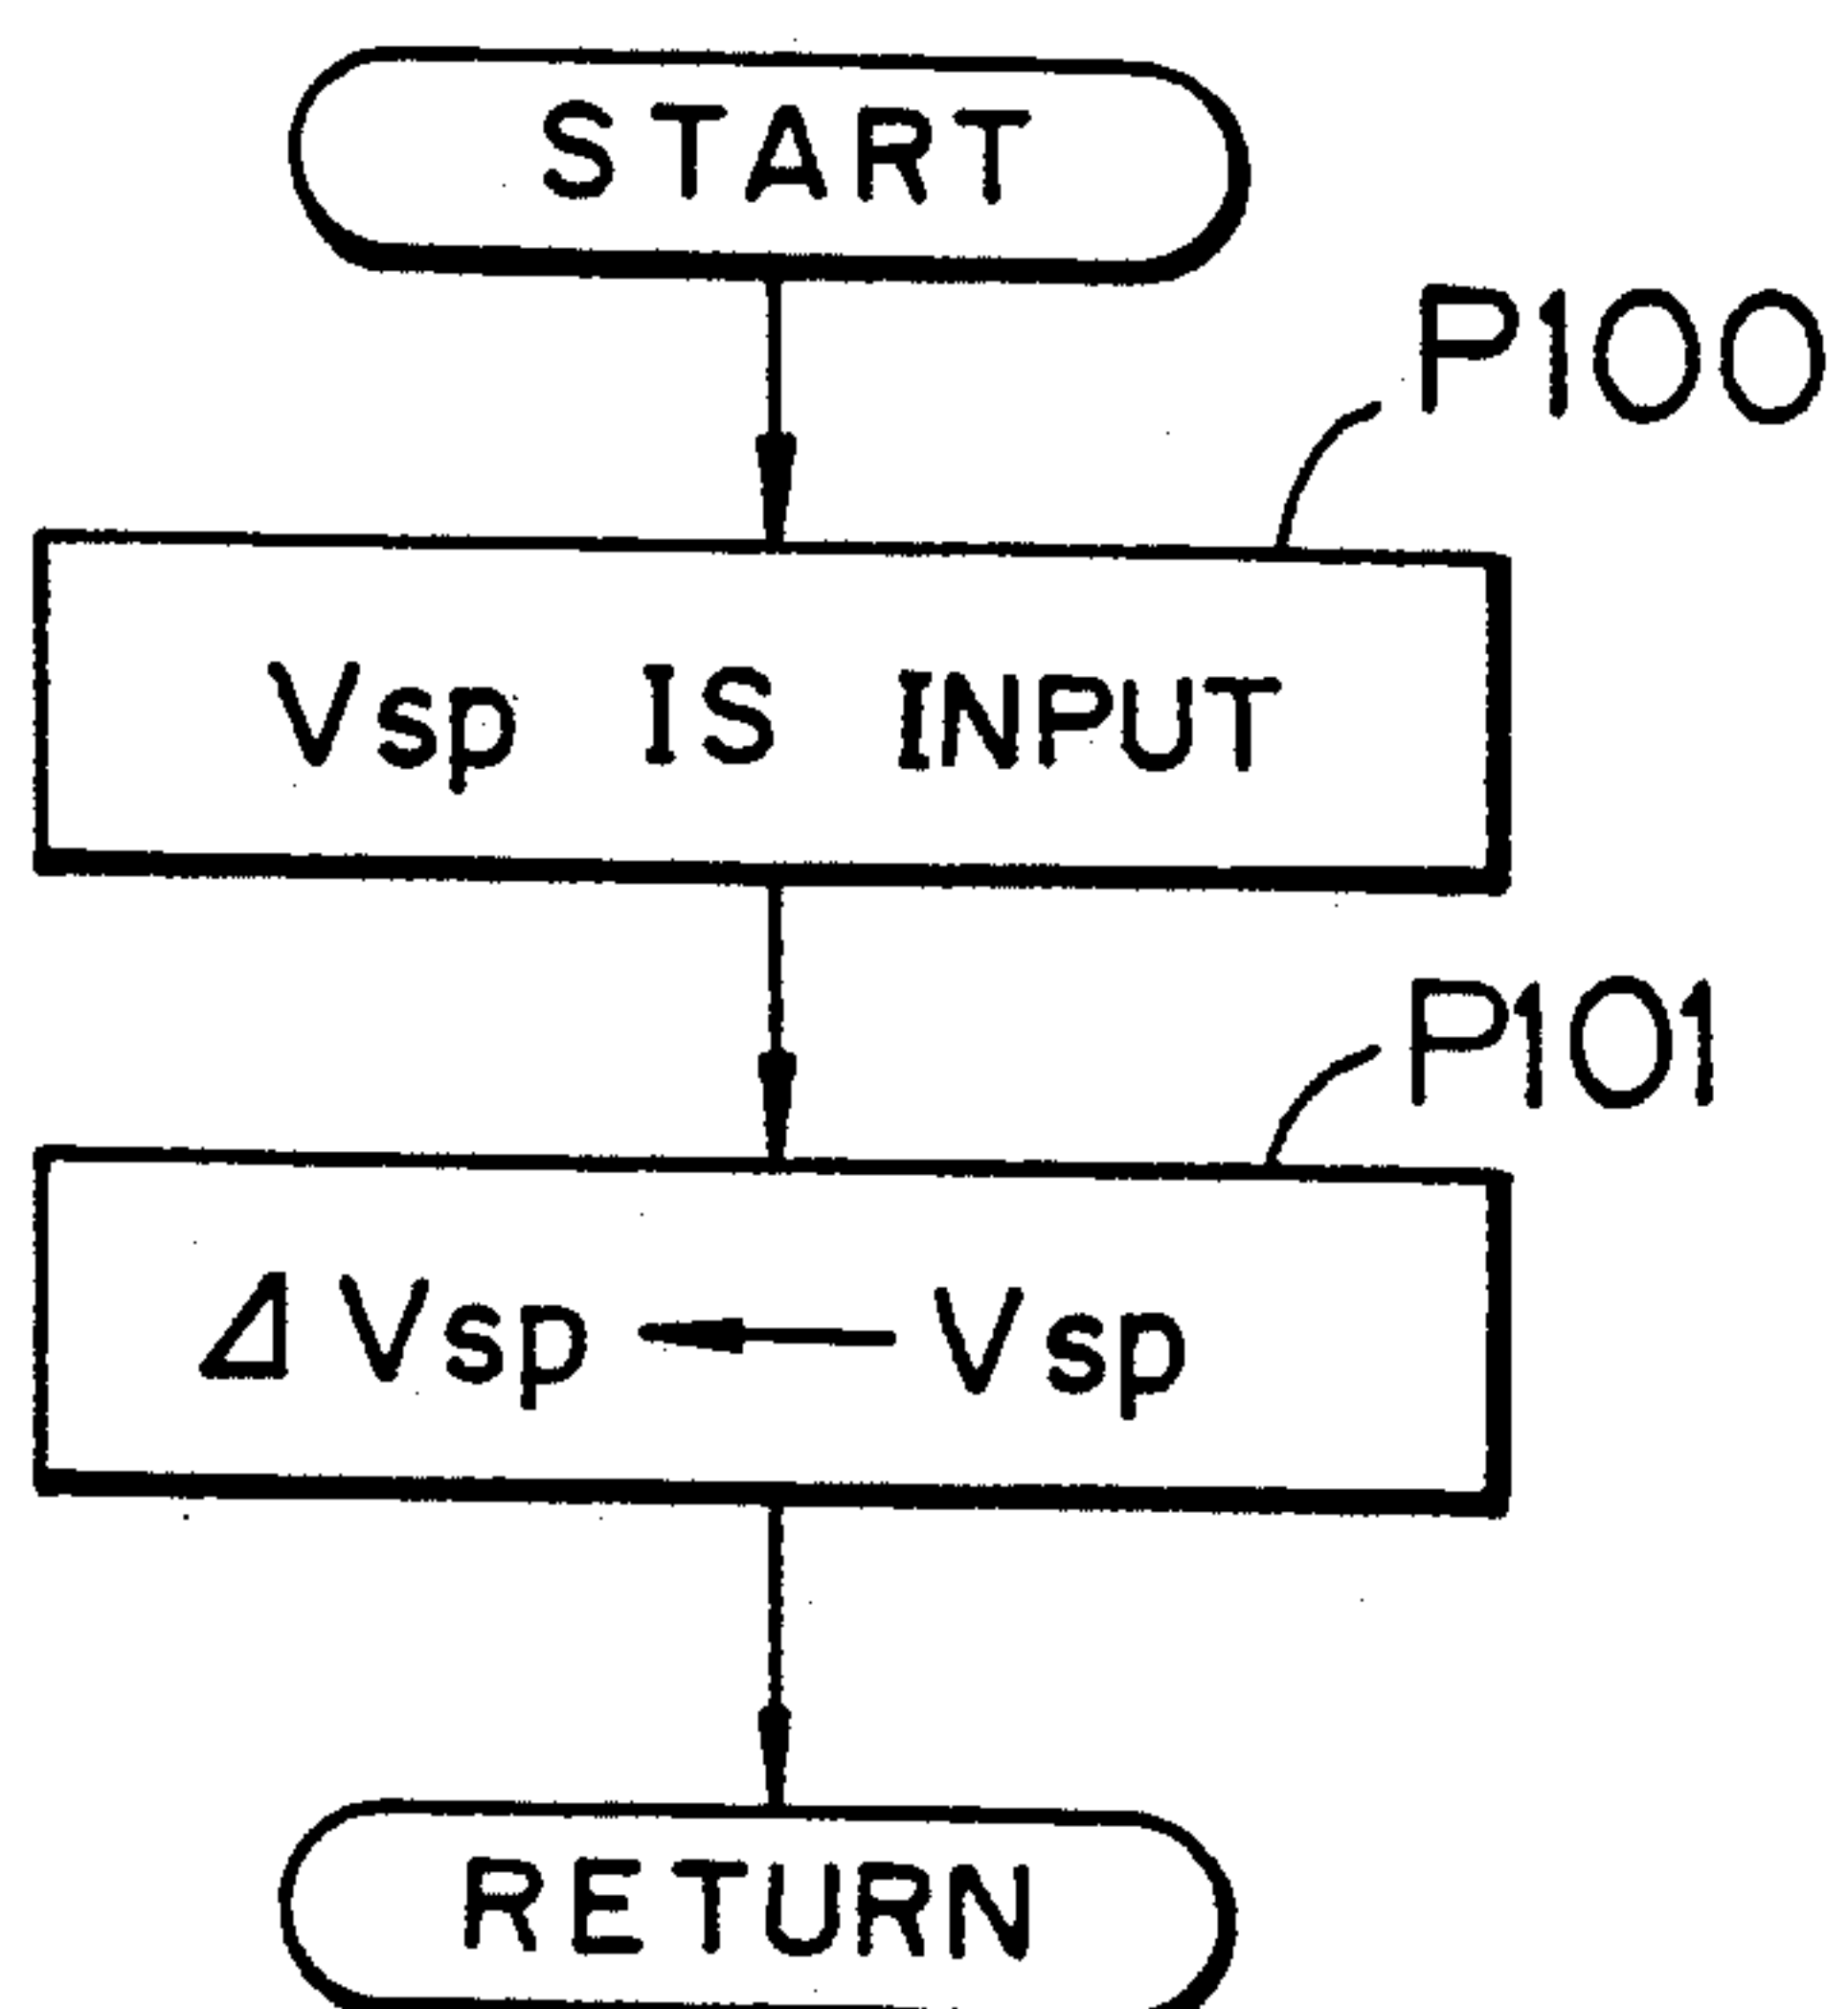 START
P100
Vsp IS INPUT
P101
ΔVsp ← Vsp
RETURN